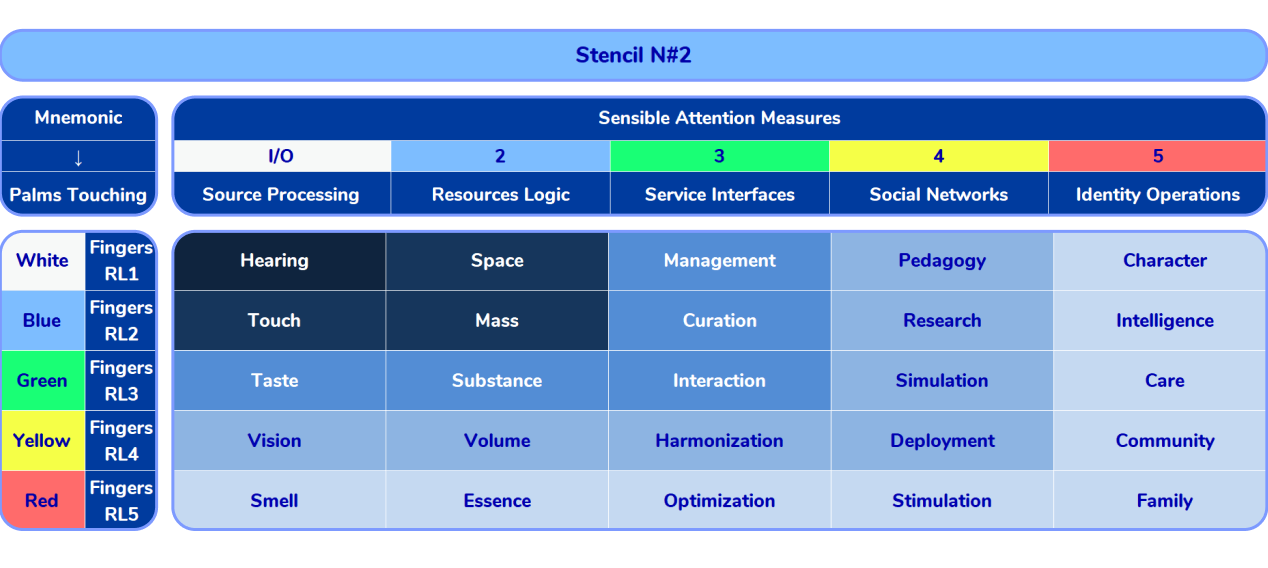 Stencil N#2
Mnemonic
↓
Palms Touching
Sensible Attention Measures
I/O 2 3 4 5
Source Processing Resources Logic Service Interfaces Social Networks Identity Operations
White Fingers RL1 Hearing Space Management Pedagogy Character
Blue Fingers RL2 Touch Mass Curation Research Intelligence
Green Fingers RL3 Taste Substance Interaction Simulation Care
Yellow Fingers RL4 Vision Volume Harmonization Deployment Community
Red Fingers RL5 Smell Essence Optimization Stimulation Family